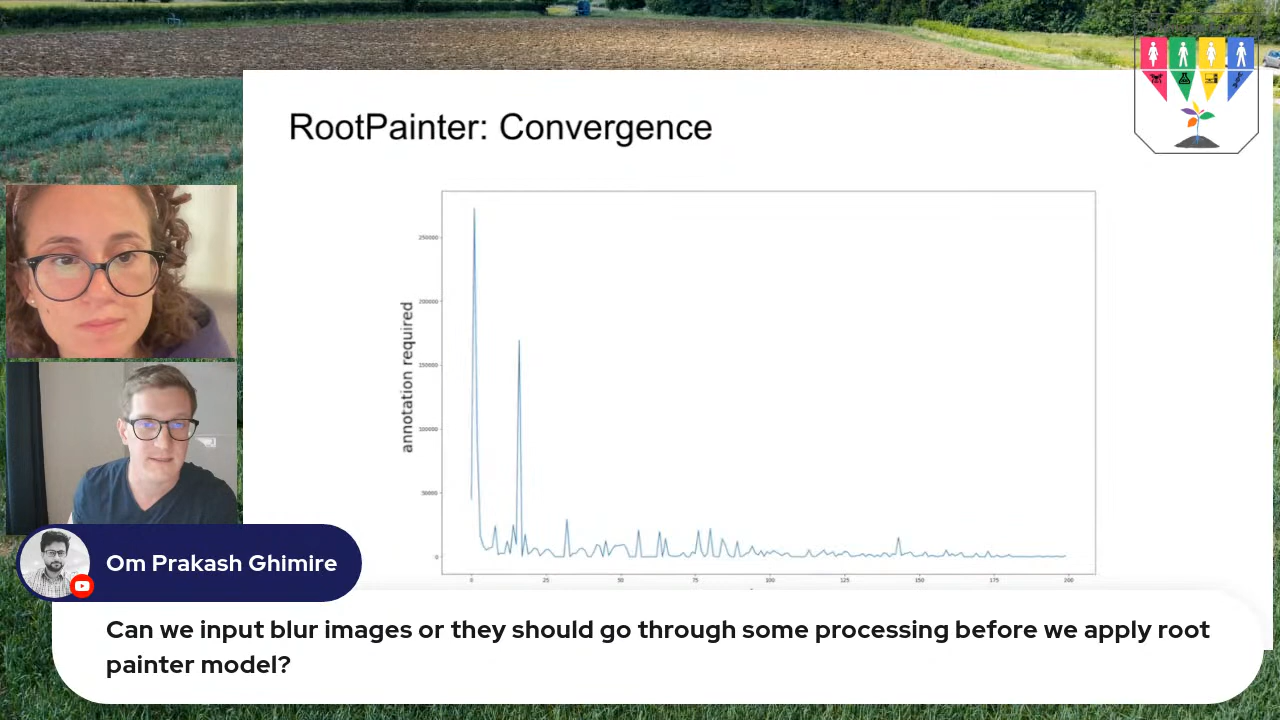 RootPainter: Convergence
annotation required
250000
200000
150000
100000
50000
0
0 25 50 75 100 125 150 175 200
Om Prakash Ghimire
Can we input blur images or they should go through some processing before we apply root
painter model?